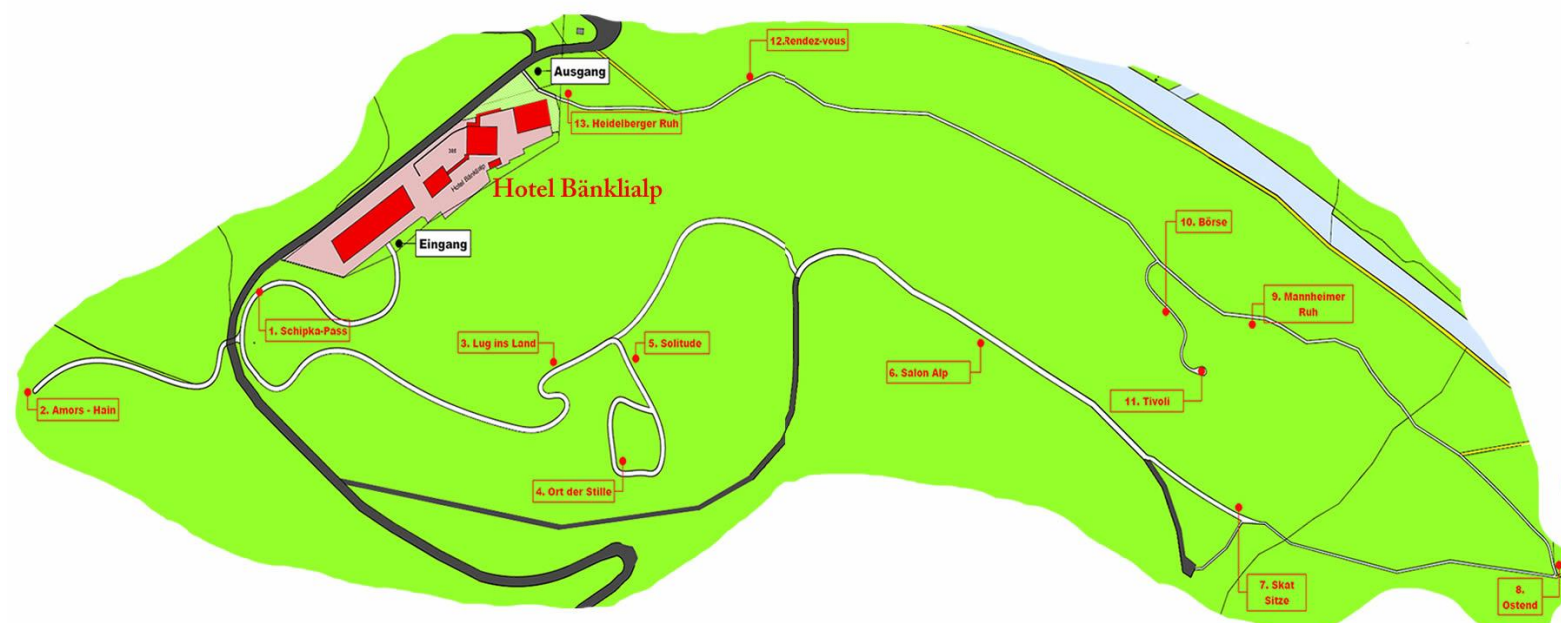 12.Rendez-vous
Ausgang
13. Heidelberger Ruh
Hotel Bänklialp
Hotel Bänklialp
Eingang
10. Börse
9. Mannheimer
Ruh
1. Schipka-Pass
3. Lug ins Land
5. Solitude
6. Salon Alp
11. Tivoli
2. Amors - Hain
4. Ort der Stille
7. Skat
Sitze
8.
Ostend